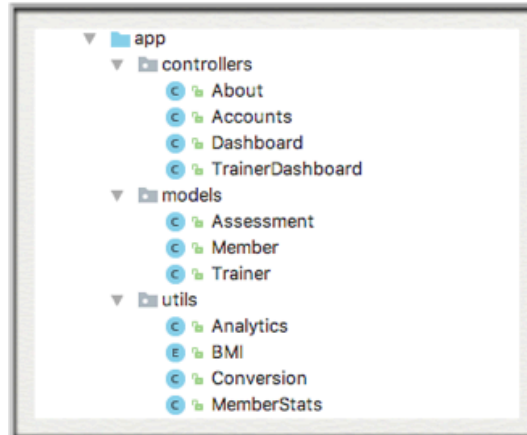 app
controllers
C About
C Accounts
C Dashboard
C TrainerDashboard
models
C Assessment
C Member
C Trainer
utils
C Analytics
E BMI
C Conversion
C MemberStats